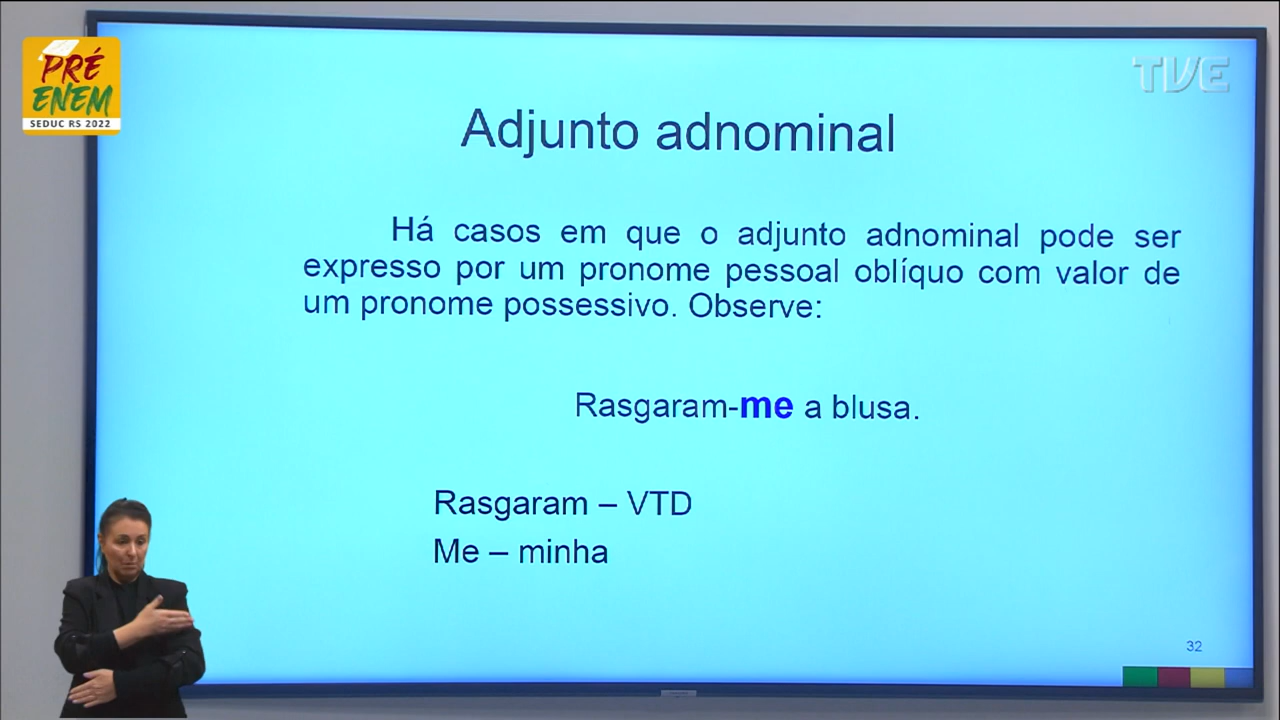 PRÉ
ENEM
SEDUC RS 2022
TVE
Adjunto adnominal
Há casos em que o adjunto adnominal pode ser
expresso por um pronome pessoal oblíquo com valor de
um pronome possessivo. Observe:
Rasgaram-me a blusa.
Rasgaram – VTD
Me – minha
32